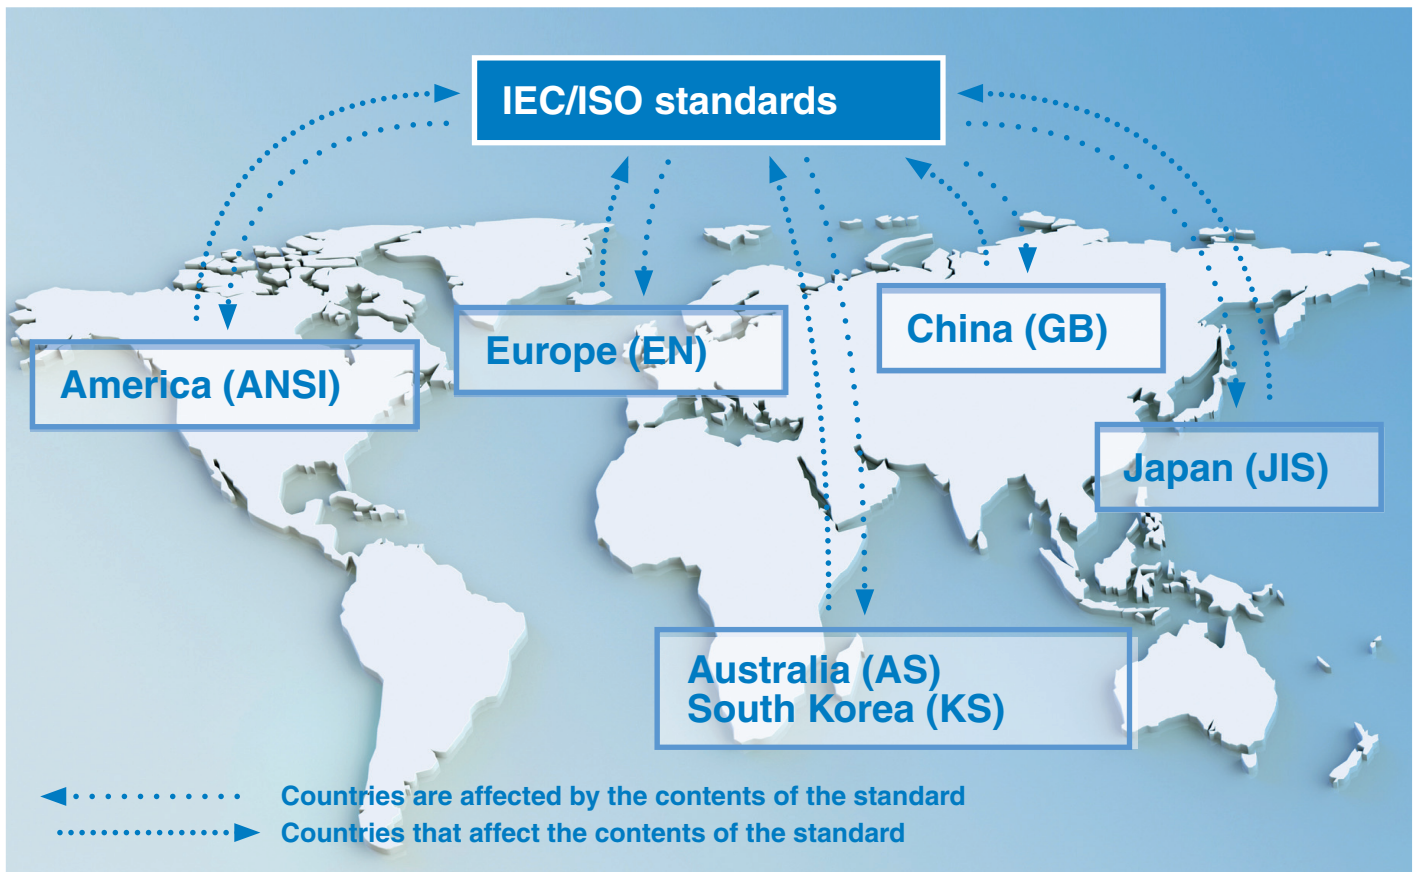 IEC/ISO standards
America (ANSI)
Europe (EN)
China (GB)
Japan (JIS)
Australia (AS)
South Korea (KS)
Countries are affected by the contents of the standard
Countries that affect the contents of the standard